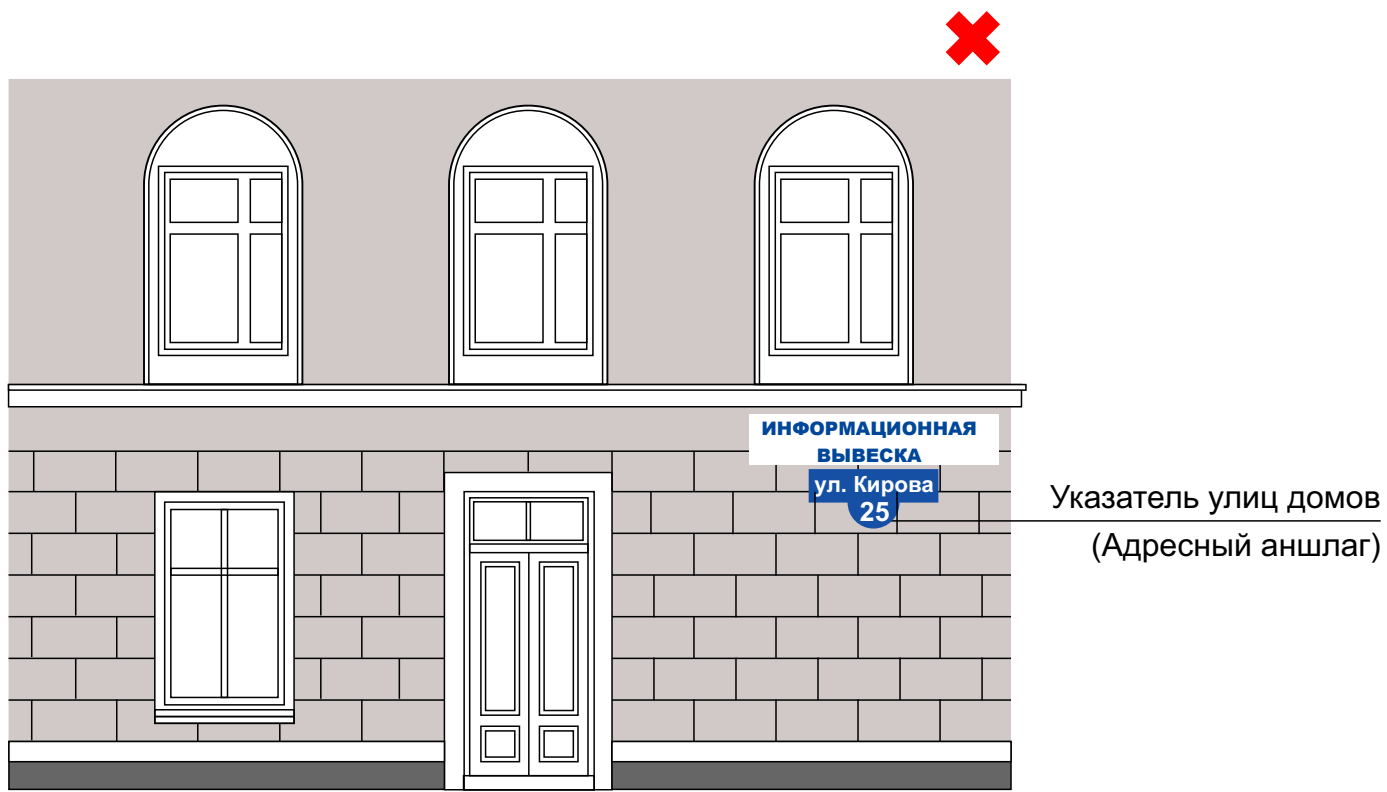 ИНФОРМАЦИОННАЯ
ВЫВЕСКА
ул. Кирова
25
Указатель улиц домов
(Адресный аншлаг)